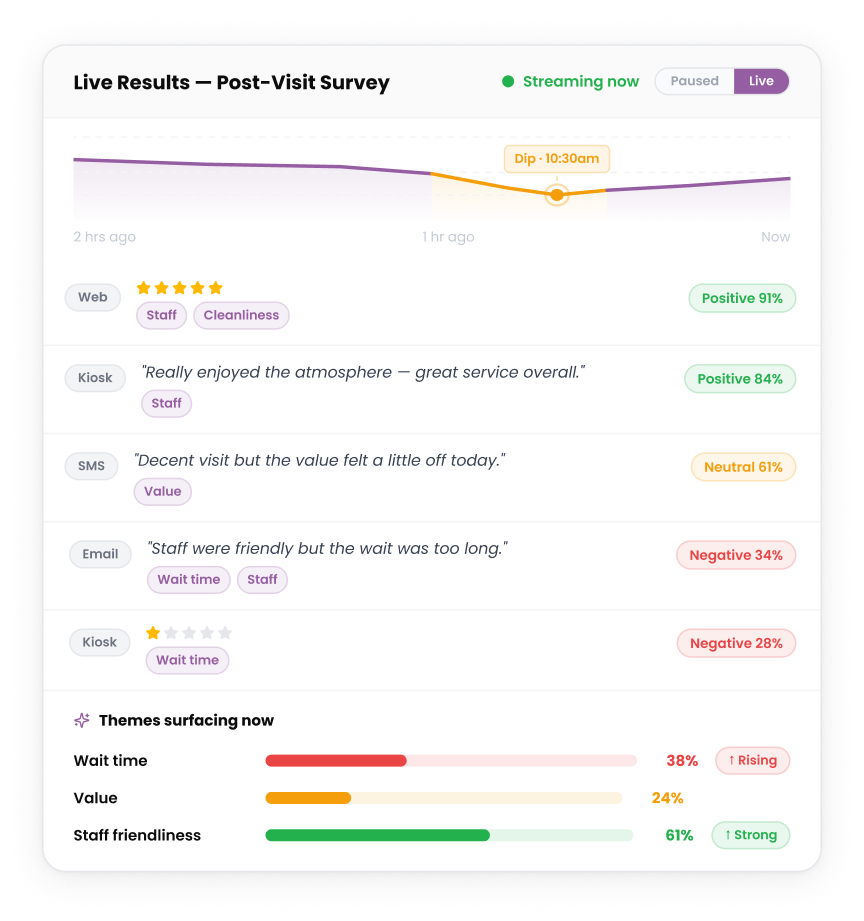 Live Results — Post-Visit Survey
Streaming now
Paused
Live
Dip · 10:30am
2 hrs ago
1 hr ago
Now
Web
Staff
Cleanliness
Positive 91%
Kiosk
"Really enjoyed the atmosphere — great service overall."
Staff
Positive 84%
SMS
"Decent visit but the value felt a little off today."
Value
Neutral 61%
Email
"Staff were friendly but the wait was too long."
Wait time
Staff
Negative 34%
Kiosk
Wait time
Negative 28%
Themes surfacing now
Wait time
38%
↑ Rising
Value
24%
Staff friendliness
61%
↑ Strong